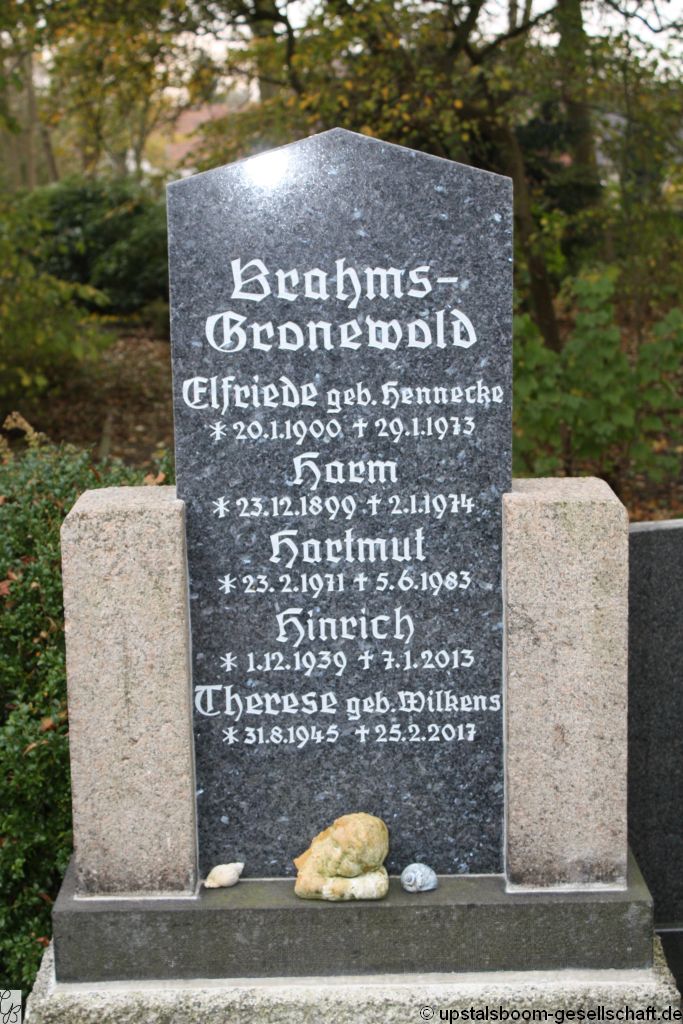 Brahms-
Gronewold
Elfriede geb. Hennecke
* 20.1.1900 † 29.1.1973
Harm
* 23.12.1899 † 2.1.1974
Hartmut
* 23.2.1971 † 5.6.1983
Hinrich
* 1.12.1939 † 7.1.2013
Therese geb. Wilkens
* 31.8.1945 † 25.2.2017
© upstalsboom-gesellschaft.de